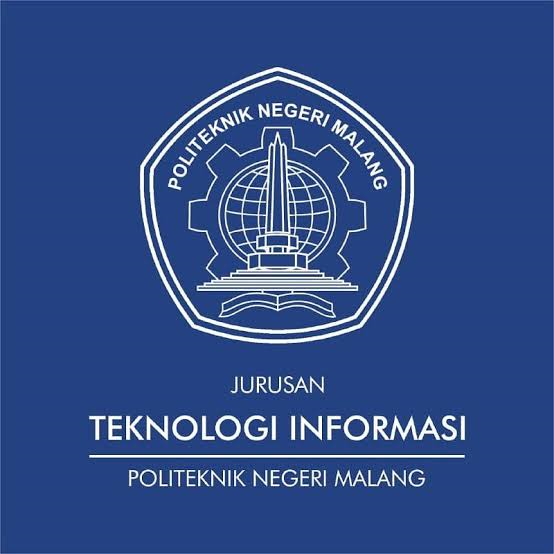 POLITEKNIK NEGERI MALANG
JURUSAN
TEKNOLOGI INFORMASI
POLITEKNIK NEGERI MALANG